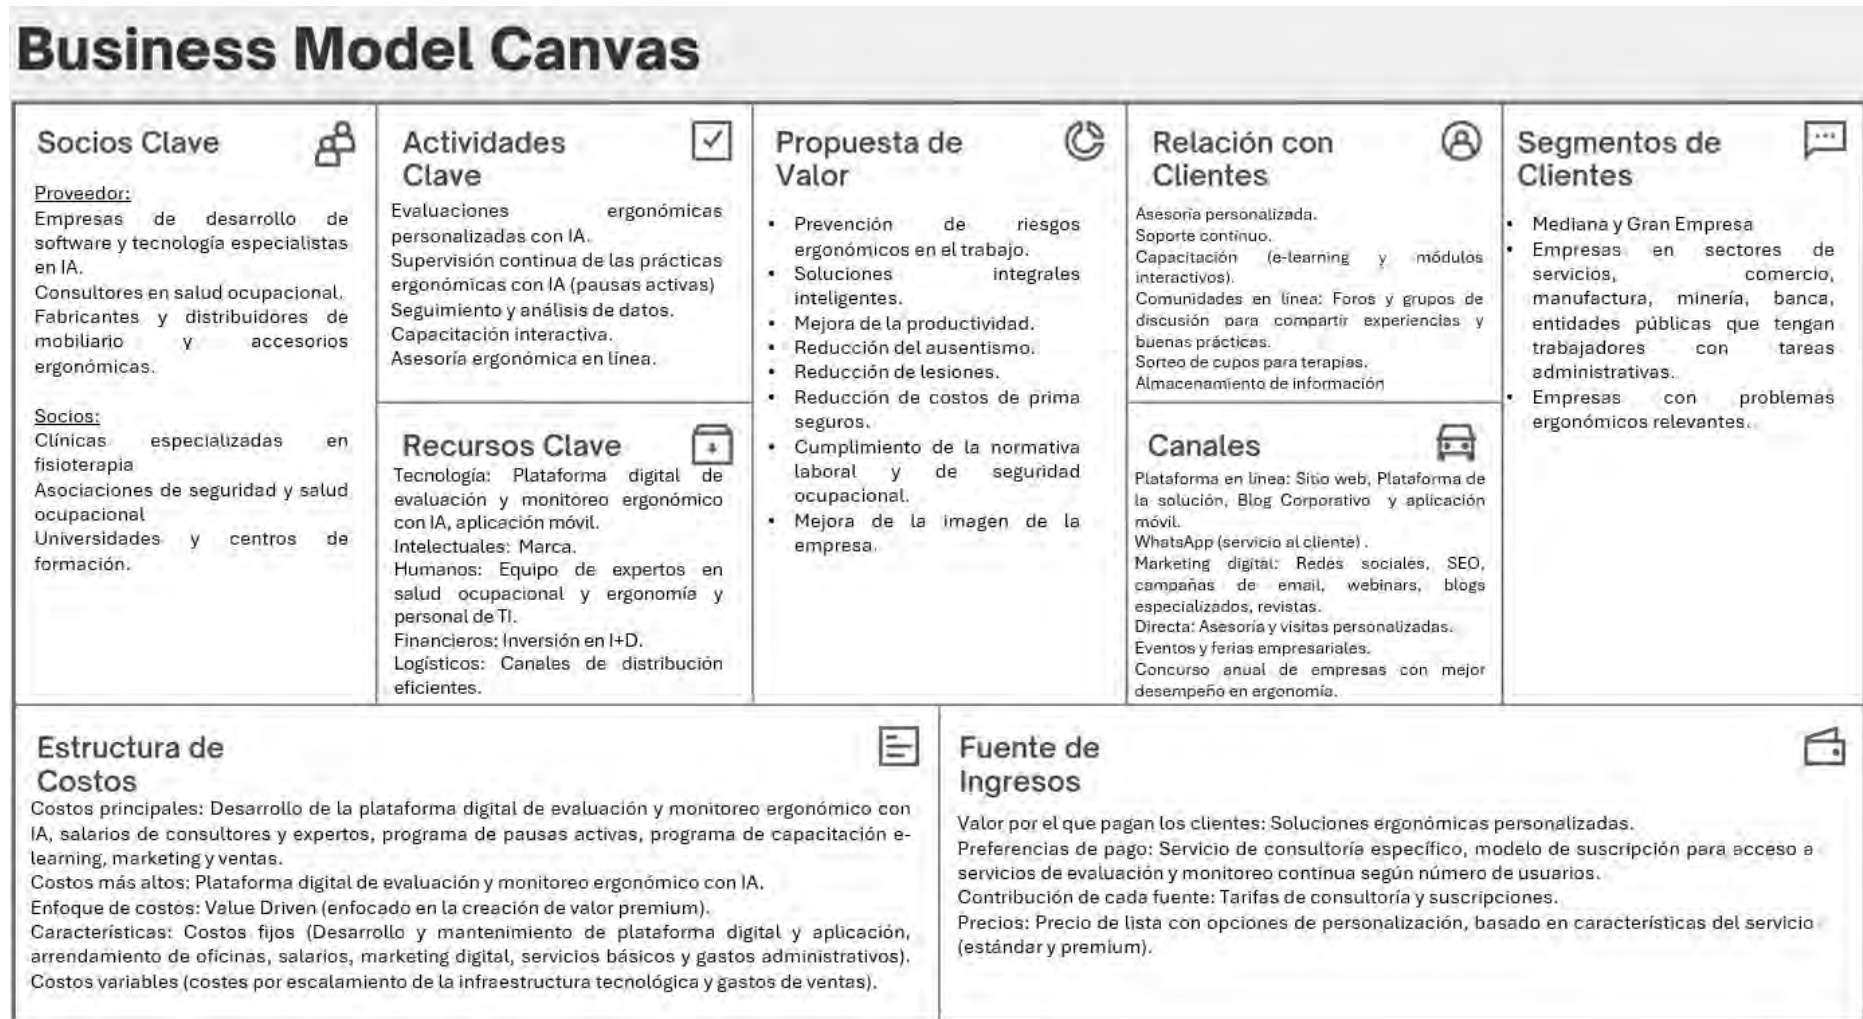 Business Model Canvas
Socios Clave
Proveedor:
Empresas de desarrollo de
software y tecnología especialistas
en IA.
Consultores en salud ocupacional.
Fabricantes y distribuidores de
mobiliario y accesorios
ergonómicas.
Socios:
Clínicas especializadas en
fisioterapia
Asociaciones de seguridad y salud
ocupacional
Universidades y centros de
formación.
Actividades
Clave
Evaluaciones ergonómicas
personalizadas con IA.
Supervisión continua de las prácticas
ergonómicas con IA (pausas activas)
Seguimiento y análisis de datos.
Capacitación interactiva.
Asesoría ergonómica en línea.
Recursos Clave
Tecnología: Plataforma digital de
evaluación y monitoreo ergonómico
con IA, aplicación móvil.
Intelectuales: Marca.
Humanos: Equipo de expertos en
salud ocupacional y ergonomía y
personal de TI.
Financieros: Inversión en I+D.
Logísticos: Canales de distribución
eficientes.
Propuesta de
Valor
• Prevención de riesgos
ergonómicos en el trabajo.
• Soluciones integrales
inteligentes.
• Mejora de la productividad.
• Reducción del ausentismo.
• Reducción de lesiones.
• Reducción de costos de prima
seguros.
• Cumplimiento de la normativa
laboral y de seguridad
ocupacional.
• Mejora de la imagen de la
empresa.
Relación con
Clientes
Asesoría personalizada.
Soporte continuo.
Capacitación (e-learning y módulos
interactivos).
Comunidades en línea: Foros y grupos de
discusión para compartir experiencias y
buenas prácticas.
Sorteo de cupos para terapias.
Almacenamiento de información
Canales
Plataforma en línea: Sitio web, Plataforma de
la solución, Blog Corporativo y aplicación
móvil.
WhatsApp (servicio al cliente) .
Marketing digital: Redes sociales, SEO,
campañas de email, webinars, blogs
especializados, revistas.
Directa: Asesoría y visitas personalizadas.
Eventos y ferias empresariales.
Concurso anual de empresas con mejor
desempeño en ergonomía.
Segmentos de
Clientes
• Mediana y Gran Empresa
• Empresas en sectores de
servicios, comercio,
manufactura, minería, banca,
entidades públicas que tengan
trabajadores con tareas
administrativas.
• Empresas con problemas
ergonómicos relevantes.
Estructura de
Costos
Costos principales: Desarrollo de la plataforma digital de evaluación y monitoreo ergonómico con
IA, salarios de consultores y expertos, programa de pausas activas, programa de capacitación e-
learning, marketing y ventas.
Costos más altos: Plataforma digital de evaluación y monitoreo ergonómico con IA.
Enfoque de costos: Value Driven (enfocado en la creación de valor premium).
Características: Costos fijos (Desarrollo y mantenimiento de plataforma digital y aplicación,
arrendamiento de oficinas, salarios, marketing digital, servicios básicos y gastos administrativos).
Costos variables (costes por escalamiento de la infraestructura tecnológica y gastos de ventas).
Fuente de
Ingresos
Valor por el que pagan los clientes: Soluciones ergonómicas personalizadas.
Preferencias de pago: Servicio de consultoría específico, modelo de suscripción para acceso a
servicios de evaluación y monitoreo contínua según número de usuarios.
Contribución de cada fuente: Tarifas de consultoría y suscripciones.
Precios: Precio de lista con opciones de personalización, basado en características del servicio
(estándar y premium).